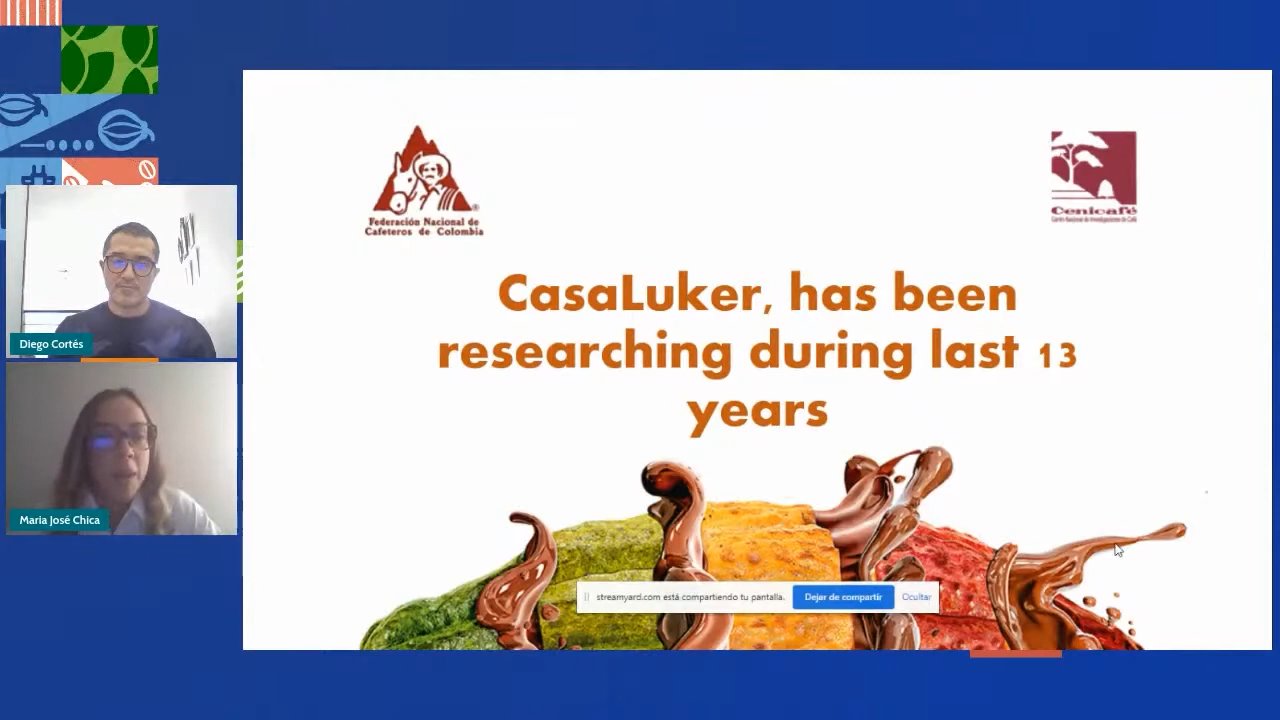 Federación Nacional de
Cafeteros de Colombia
Cenicafé
CasaLuker, has been
researching during last 13
years
Diego Cortés
Maria José Chica
streamyard.com está compartiendo tu pantalla.
Dejar de compartir
Ocultar